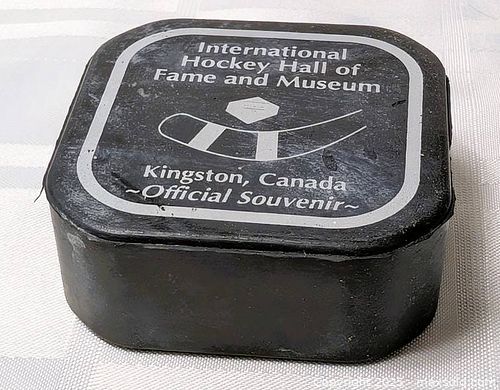 International
Hockey Hall of
Fame and Museum
Kingston, Canada
~Official Souvenir~